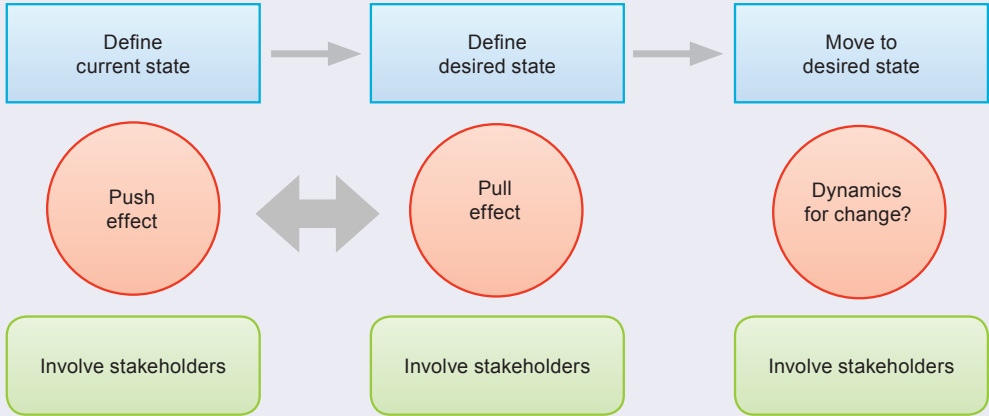 Define
current state
Define
desired state
Move to
desired state
Push
effect
Pull
effect
Dynamics
for change?
Involve stakeholders
Involve stakeholders
Involve stakeholders